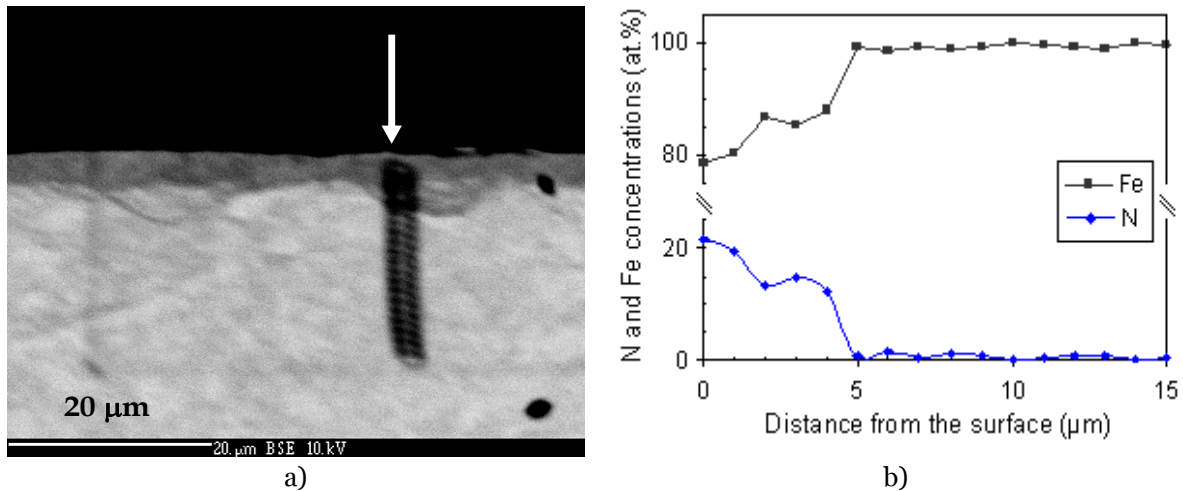 20 μm
20.μm BSE 10.kV
a)
N and Fe concentrations (at.%)
100
80
20
0
Fe
N
0
5
10
15
Distance from the surface (µm)
b)